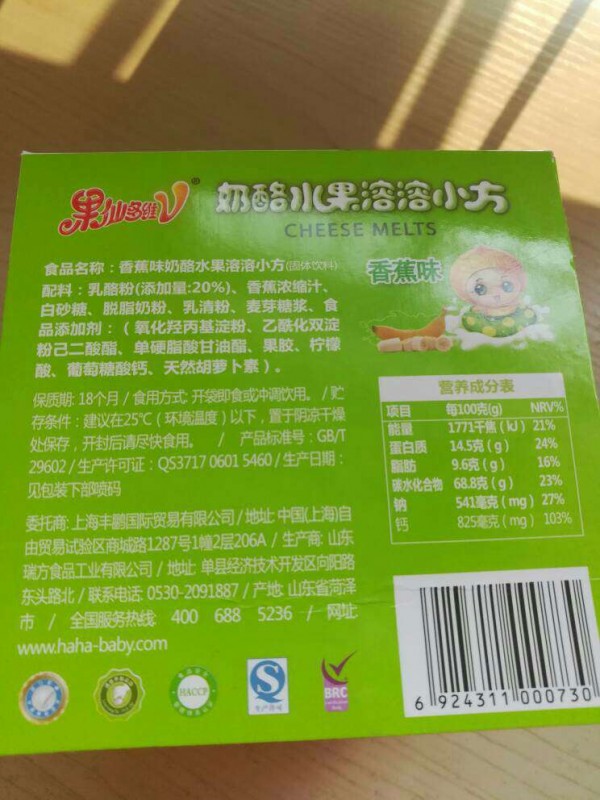 果仙多维V®
奶酪水果溶溶小方
CHEESE MELTS
食品名称：香蕉味奶酪水果溶溶小方(固体饮料)
配料：乳酪粉(添加量:20%)、香蕉浓缩汁、
白砂糖、脱脂奶粉、乳清粉、麦芽糖浆、食
品添加剂：（氧化羟丙基淀粉、乙酰化双淀
粉己二酸酯、单硬脂酸甘油酯、果胶、柠檬
酸、葡萄糖酸钙、天然胡萝卜素）。
香蕉味
保质期: 18个月 / 食用方式: 开袋即食或冲调饮用。 / 贮
存条件：建议在25℃（环境温度）以下，置于阴凉干燥
处保存，开封后请尽快食用。 / 产品标准号：GB/T
29602 / 生产许可证：QS3717 0601 5460 / 生产日期：
见包装下部喷码
委托商: 上海丰鹏国际贸易有限公司 / 地址: 中国(上海)自
由贸易试验区商城路1287号1幢2层206A / 生产商: 山东
瑞方食品工业有限公司 / 地址: 单县经济技术开发区向阳路
东头路北 / 联系电话: 0530-2091887 / 产地: 山东省菏泽
市 / 全国服务热线: 400 688 5236 / 网址:
www.haha-baby.com
营养成分表
项目 每100克(g) NRV%
能量 1771千焦 (kJ) 21%
蛋白质 14.5克 (g) 24%
脂肪 9.6克 (g) 16%
碳水化合物 68.8克 (g) 23%
钠 541毫克 (mg) 27%
钙 825毫克 (mg) 103%
HACCP
QS
生产许可
BRC
6 924311 000730